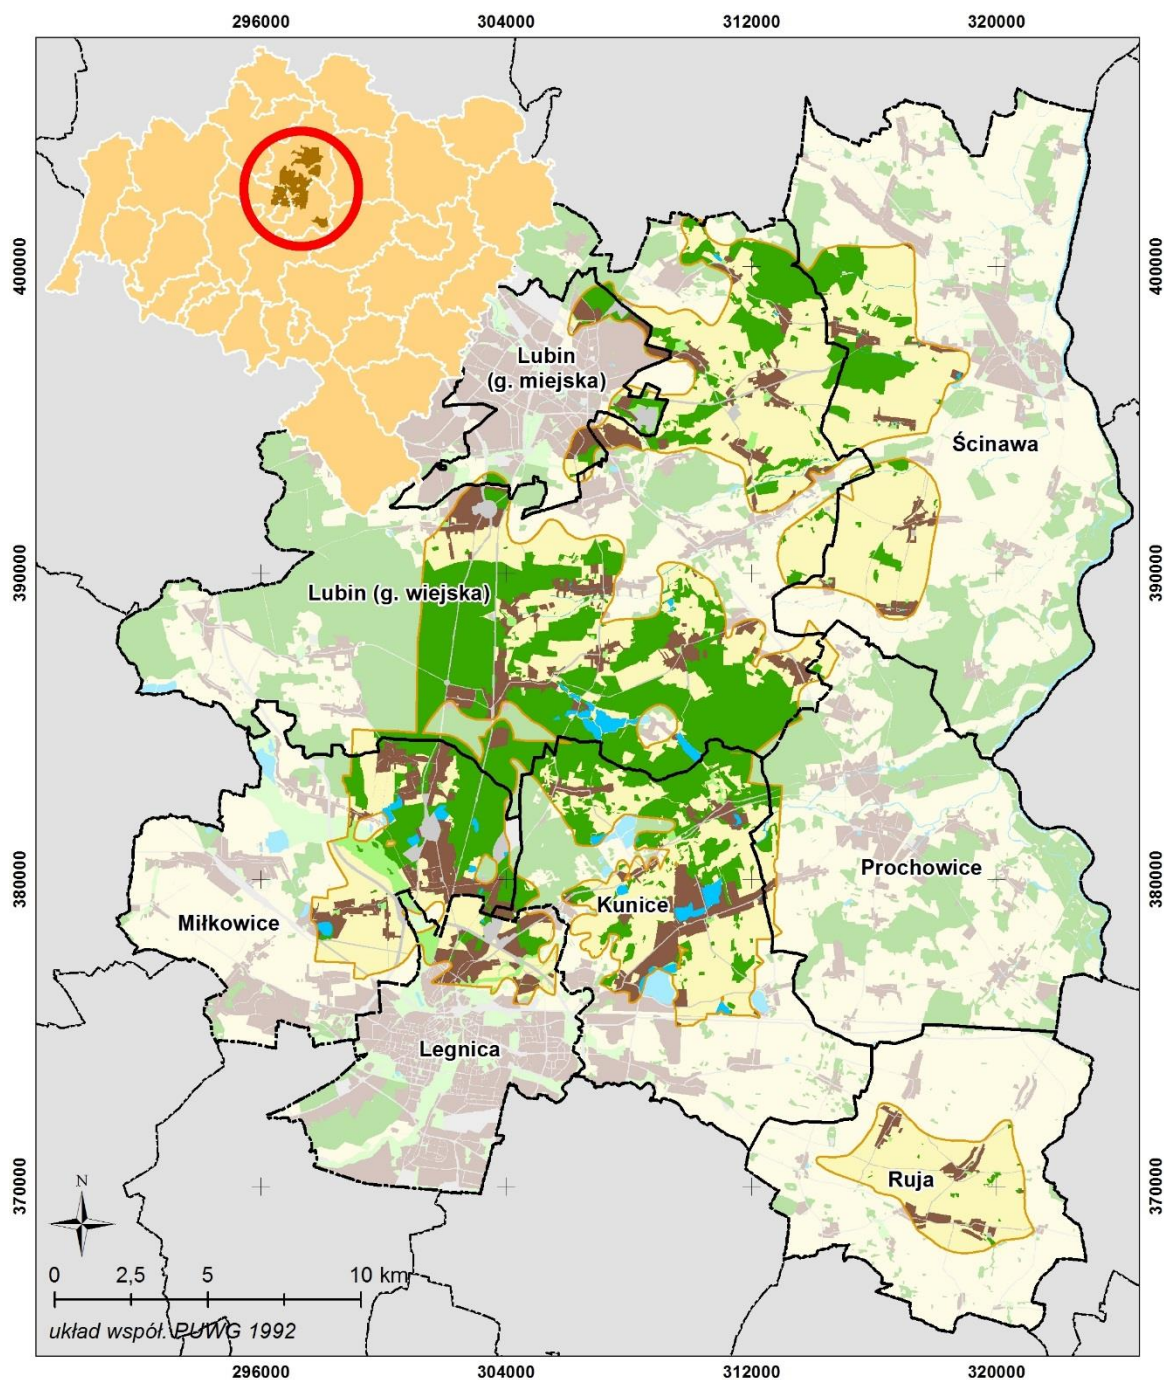 296000 304000 312000 320000
400000 400000
Lubin
(g. miejska)
Ścinawa
390000 390000
Lubin (g. wiejska)
380000 380000
Prochowice
Kunice
Miłkowice
Legnica
370000 370000
Ruja
N
0 2,5 5 10 km
układ współ. PUWG 1992
296000 304000 312000 320000